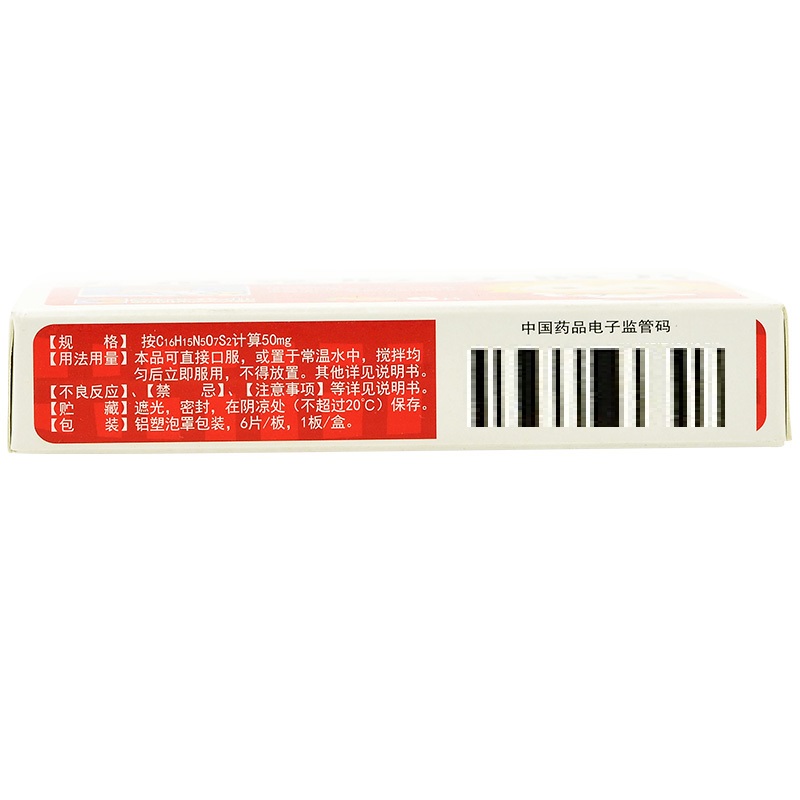 【规　　格】 按C16H15N5O7S2计算50mg
【用法用量】 本品可直接口服，或置于常温水中，搅拌均
匀后立即服用，不得放置。其他详见说明书。
【不良反应】、【禁　　忌】、【注意事项】等详见说明书。
【贮　　藏】 遮光，密封，在阴凉处（不超过20℃）保存。
【包　　装】 铝塑泡罩包装，6片/板，1板/盒。
中国药品电子监管码